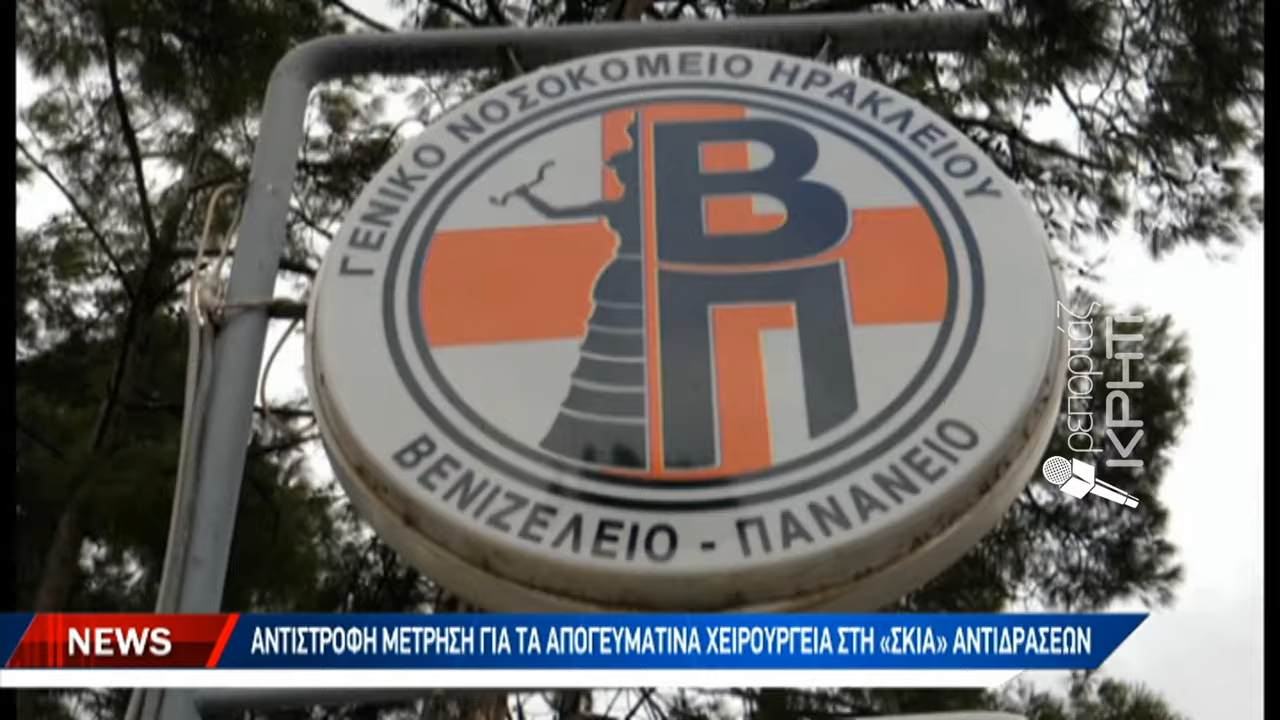 ΓΕΝΙΚΟ ΝΟΣΟΚΟΜΕΙΟ ΗΡΑΚΛΕΙΟΥ
ΒΠ
ΒΕΝΙΖΕΛΕΙΟ - ΠΑΝΑΝΕΙΟ
ρεπορτάζ
ΚΡΗΤΗ
NEWS
ΑΝΤΙΣΤΡΟΦΗ ΜΕΤΡΗΣΗ ΓΙΑ ΤΑ ΑΠΟΓΕΥΜΑΤΙΝΑ ΧΕΙΡΟΥΡΓΕΙΑ ΣΤΗ «ΣΚΙΑ» ΑΝΤΙΔΡΑΣΕΩΝ